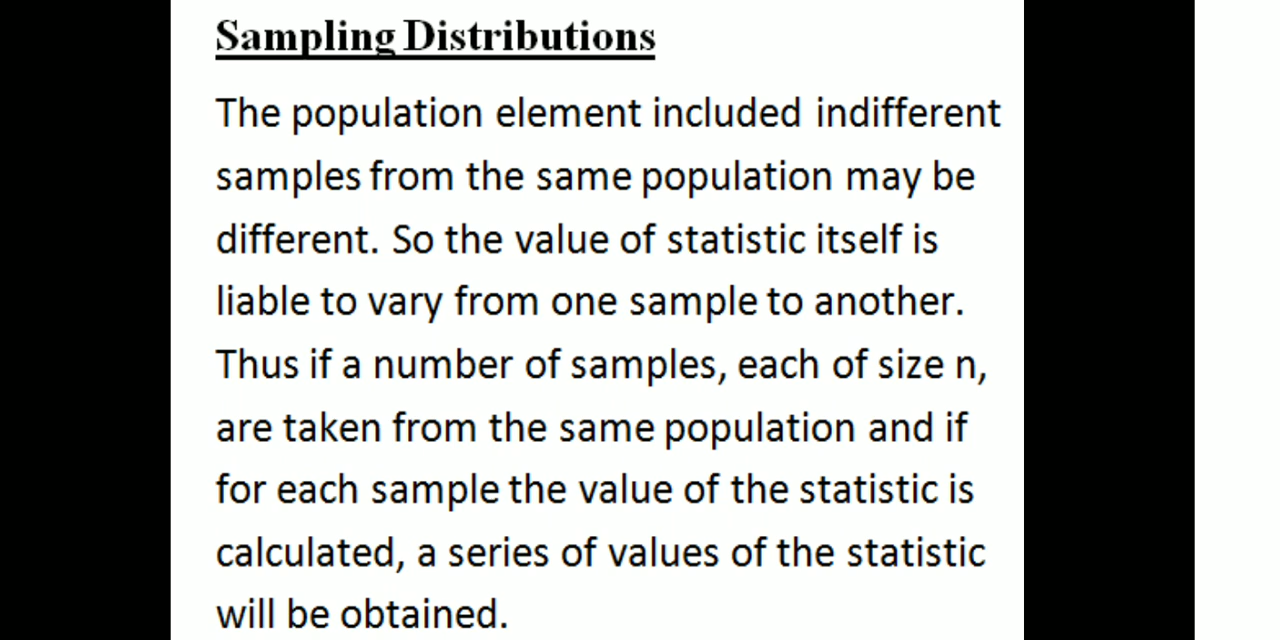 Sampling Distributions
The population element included indifferent
samples from the same population may be
different. So the value of statistic itself is
liable to vary from one sample to another.
Thus if a number of samples, each of size n,
are taken from the same population and if
for each sample the value of the statistic is
calculated, a series of values of the statistic
will be obtained.